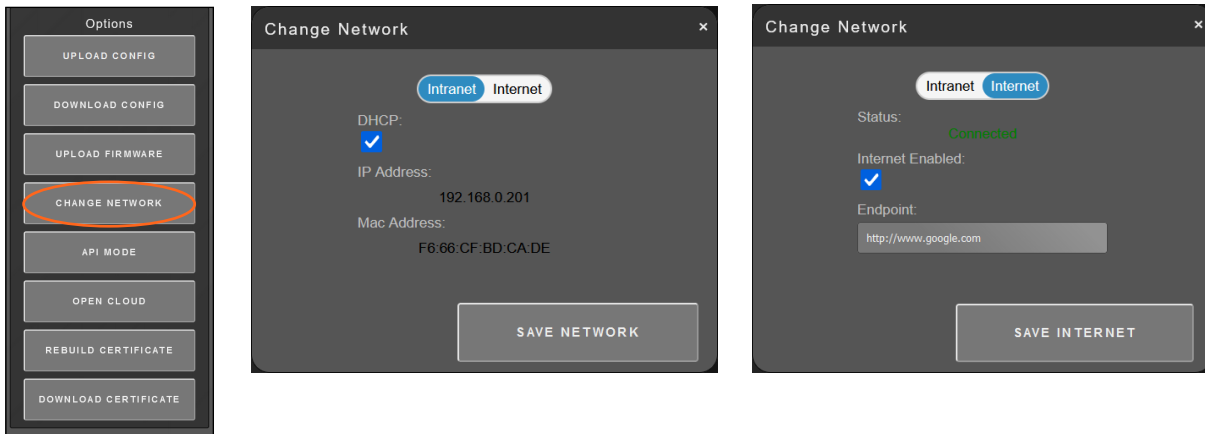 Options
UPLOAD CONFIG
DOWNLOAD CONFIG
UPLOAD FIRMWARE
CHANGE NETWORK
API MODE
OPEN CLOUD
REBUILD CERTIFICATE
DOWNLOAD CERTIFICATE
Change Network ×
Intranet Internet
DHCP:
IP Address:
192.168.0.201
Mac Address:
F6:66:CF:BD:CA:DE
SAVE NETWORK
Change Network ×
Intranet Internet
Status:
Connected
Internet Enabled:
Endpoint:
http://www.google.com
SAVE INTERNET